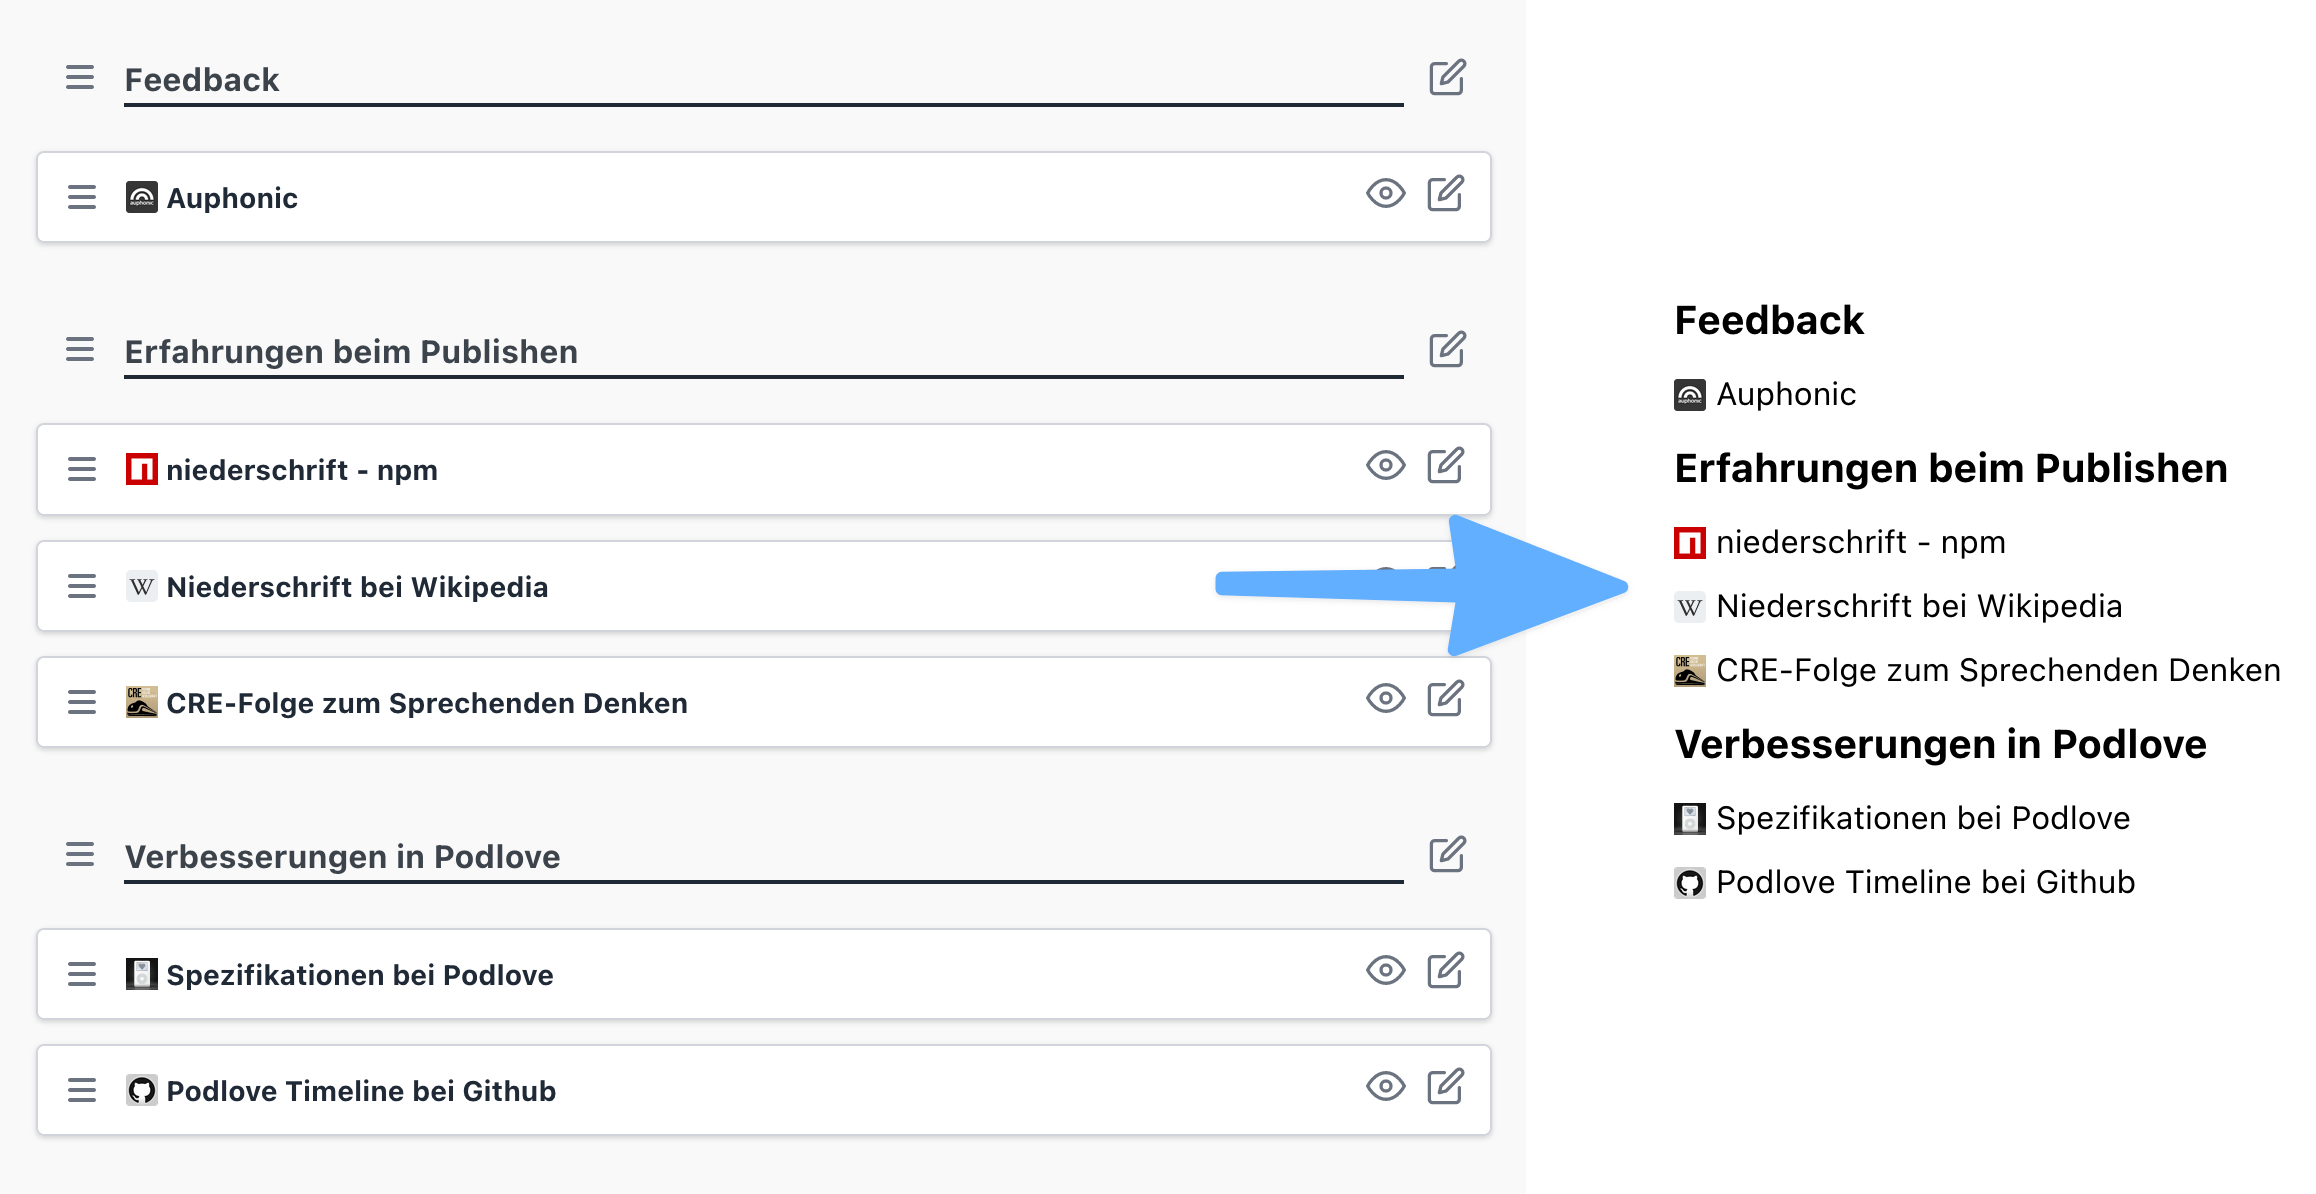 Feedback
Auphonic
Erfahrungen beim Publishen
niederschrift - npm
W Niederschrift bei Wikipedia
CRE CRE-Folge zum Sprechenden Denken
Verbesserungen in Podlove
Spezifikationen bei Podlove
Podlove Timeline bei Github
Feedback
Auphonic
Erfahrungen beim Publishen
niederschrift - npm
W Niederschrift bei Wikipedia
CRE CRE-Folge zum Sprechenden Denken
Verbesserungen in Podlove
Spezifikationen bei Podlove
Podlove Timeline bei Github